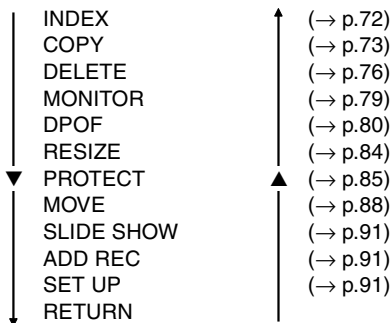 INDEX (→ p.72)
COPY (→ p.73)
DELETE (→ p.76)
MONITOR (→ p.79)
DPOF (→ p.80)
RESIZE (→ p.84)
PROTECT (→ p.85)
MOVE (→ p.88)
SLIDE SHOW (→ p.91)
ADD REC (→ p.91)
SET UP (→ p.91)
RETURN